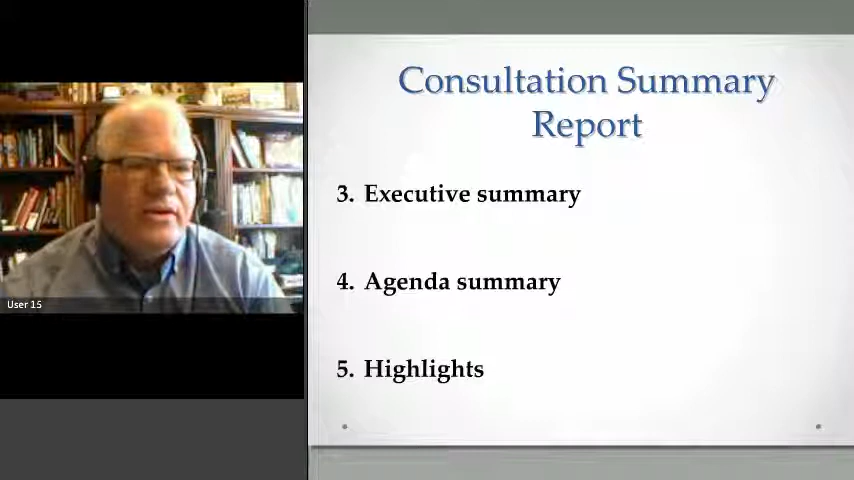 Consultation Summary
Report
3. Executive summary
4. Agenda summary
5. Highlights
User 15